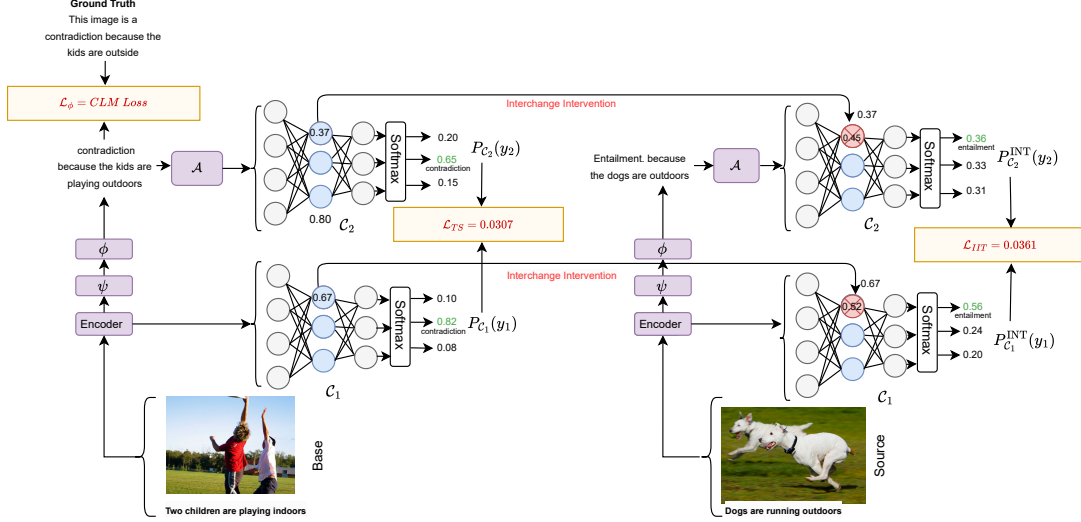 Ground Truth
This image is a
contradiction because the
kids are outside
ℒ_ϕ = CLM Loss
contradiction
because the kids are
playing outdoors
𝒜
ϕ
ψ
Encoder
0.37
0.80
𝒞₂
Softmax
0.20
0.65
contradiction
0.15
P_𝒞₂(y₂)
Interchange Intervention
ℒ_TS = 0.0307
0.67
𝒞₁
Softmax
0.10
0.82
contradiction
0.08
P_𝒞₁(y₁)
Interchange Intervention
Base
Two children are playing indoors
Entailment. because
the dogs are outdoors
𝒜
ϕ
ψ
Encoder
0.37
0.45
𝒞₂
Softmax
0.36
entailment
0.33
0.31
P^INT_𝒞₂(y₂)
ℒ_IIT = 0.0361
0.67
0.62
𝒞₁
Softmax
0.56
entailment
0.24
0.20
P^INT_𝒞₁(y₁)
Source
Dogs are running outdoors